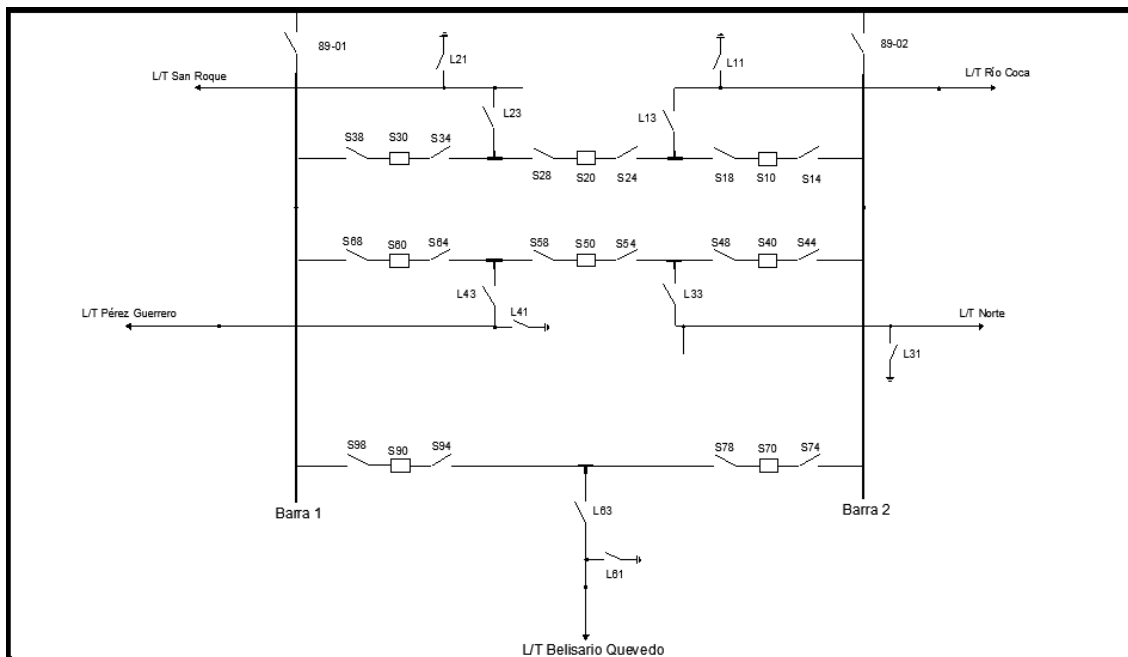 89-01
89-02
L21
L11
L/T San Roque
L/T Río Coca
L23
L13
S38 S30 S34
S28 S20 S24
S18 S10 S14
S68 S60 S64 S58 S50 S54 S48 S40 S44
L43
L33
L41
L/T Pérez Guerrero
L/T Norte
L31
S98 S90 S94 S78 S70 S74
Barra 1
L63
Barra 2
L61
L/T Belisario Quevedo